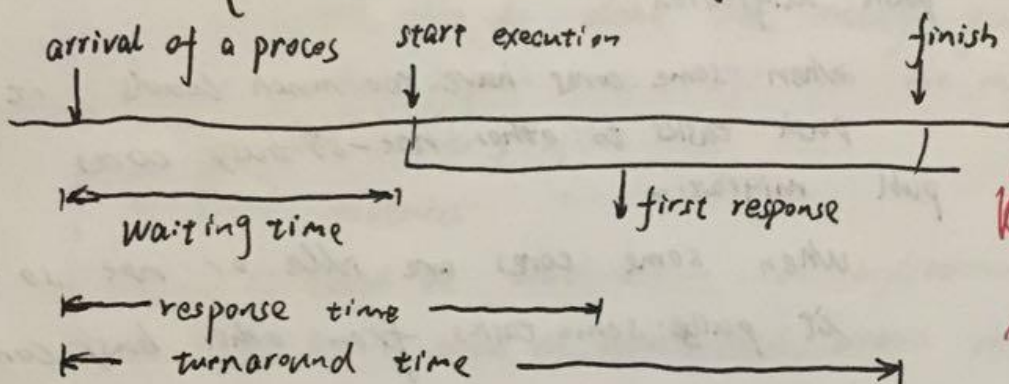 arrival of a proces start execution finish
first response
waiting time
response time
turnaround time